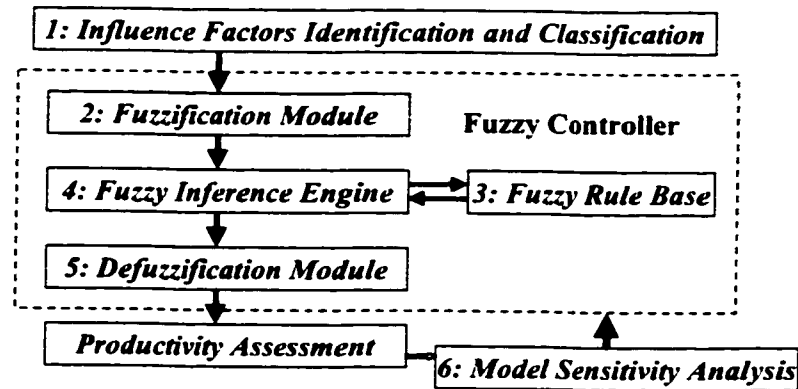 1: Influence Factors Identification and Classification
2: Fuzzification Module
Fuzzy Controller
4: Fuzzy Inference Engine
3: Fuzzy Rule Base
5: Defuzzification Module
Productivity Assessment
6: Model Sensitivity Analysis